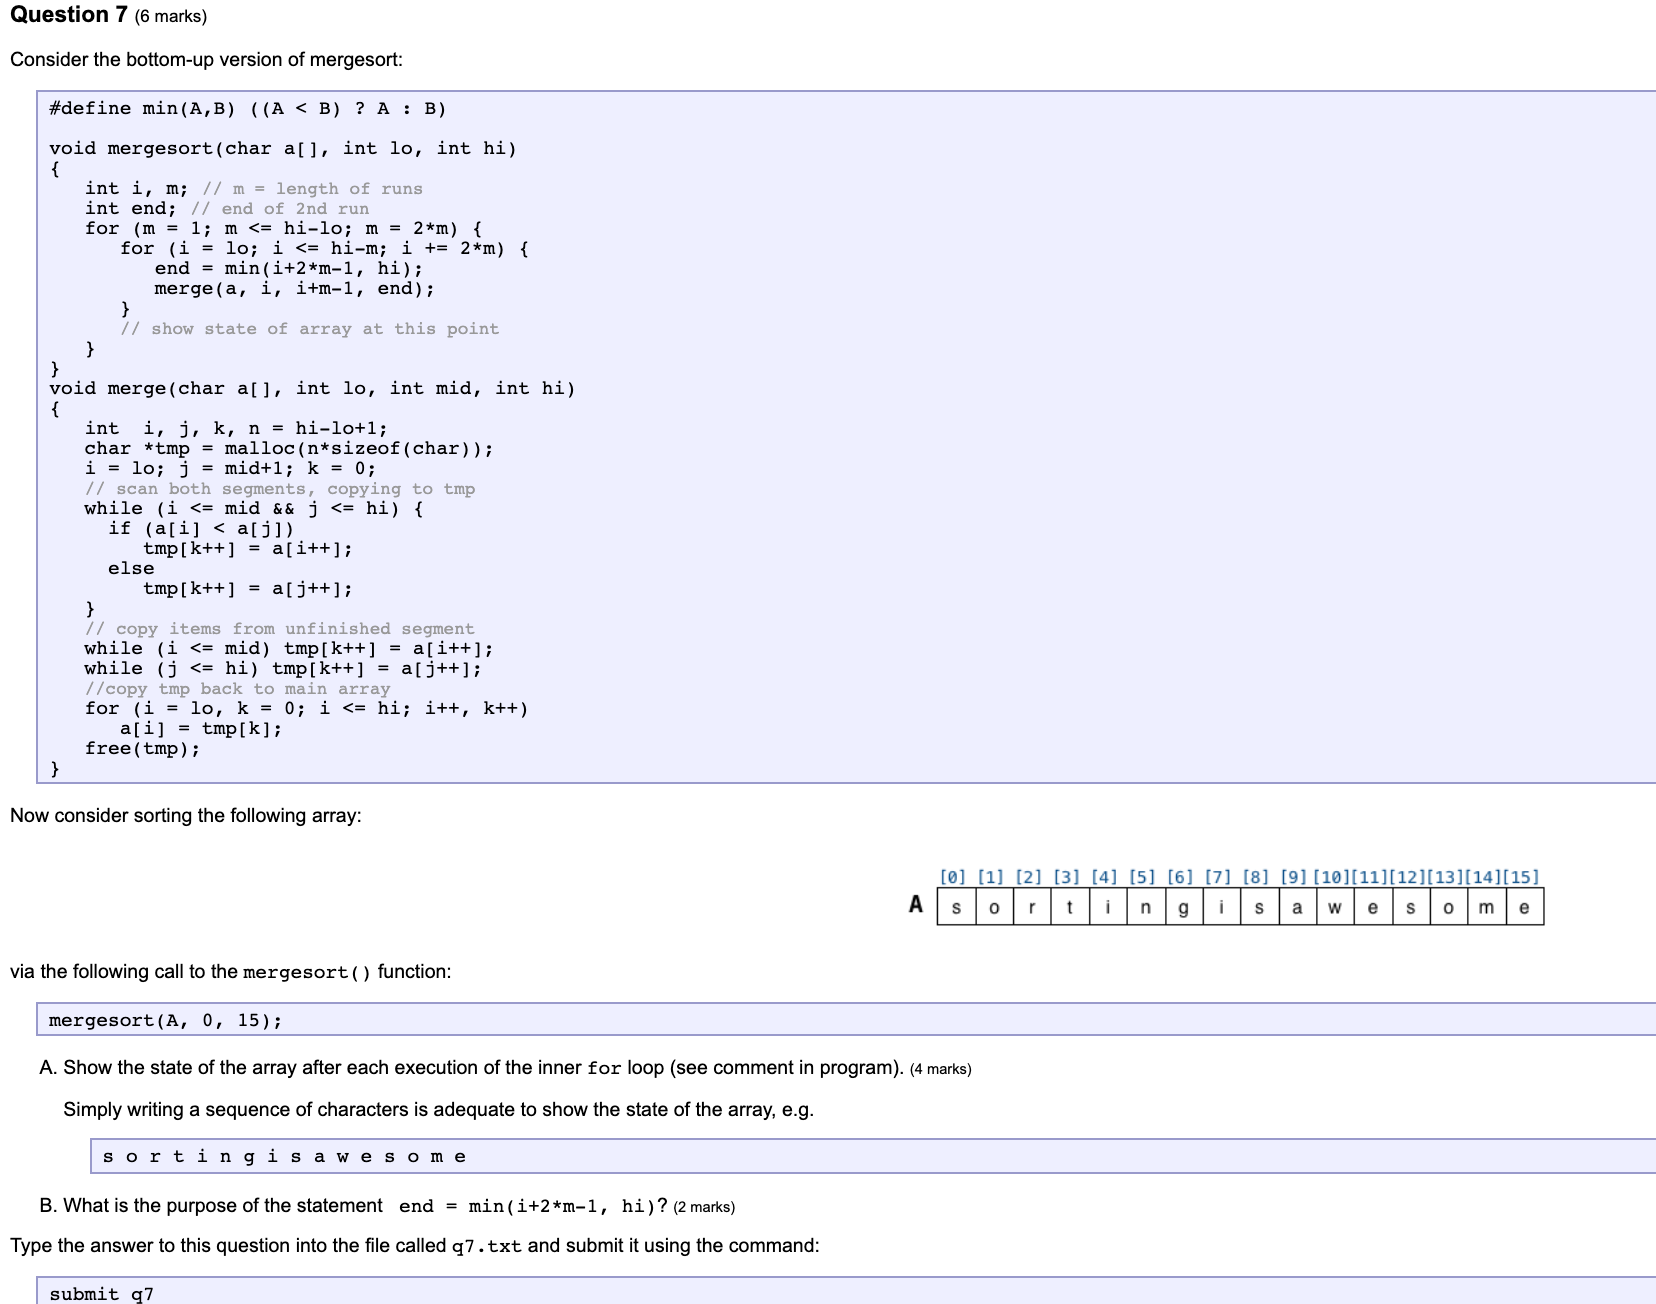 Question 7 (6 marks)
Consider the bottom-up version of mergesort:
#define min(A,B) ((A < B) ? A : B)
void mergesort(char a[], int lo, int hi)
{
   int i, m; // m = length of runs
   int end; // end of 2nd run
   for (m = 1; m <= hi-lo; m = 2*m) {
      for (i = lo; i <= hi-m; i += 2*m) {
         end = min(i+2*m-1, hi);
         merge(a, i, i+m-1, end);
      }
      // show state of array at this point
   }
}
void merge(char a[], int lo, int mid, int hi)
{
   int  i, j, k, n = hi-lo+1;
   char *tmp = malloc(n*sizeof(char));
   i = lo; j = mid+1; k = 0;
   // scan both segments, copying to tmp
   while (i <= mid && j <= hi) {
     if (a[i] < a[j])
        tmp[k++] = a[i++];
     else
        tmp[k++] = a[j++];
   }
   // copy items from unfinished segment
   while (i <= mid) tmp[k++] = a[i++];
   while (j <= hi) tmp[k++] = a[j++];
   //copy tmp back to main array
   for (i = lo, k = 0; i <= hi; i++, k++)
      a[i] = tmp[k];
   free(tmp);
}
Now consider sorting the following array:
[0] [1] [2] [3] [4] [5] [6] [7] [8] [9] [10][11][12][13][14][15]
A s o r t i n g i s a w e s o m e
via the following call to the mergesort() function:
mergesort(A, 0, 15);
A. Show the state of the array after each execution of the inner for loop (see comment in program). (4 marks)
Simply writing a sequence of characters is adequate to show the state of the array, e.g.
s o r t i n g i s a w e s o m e
B. What is the purpose of the statement end = min(i+2*m-1, hi)? (2 marks)
Type the answer to this question into the file called q7.txt and submit it using the command:
submit q7